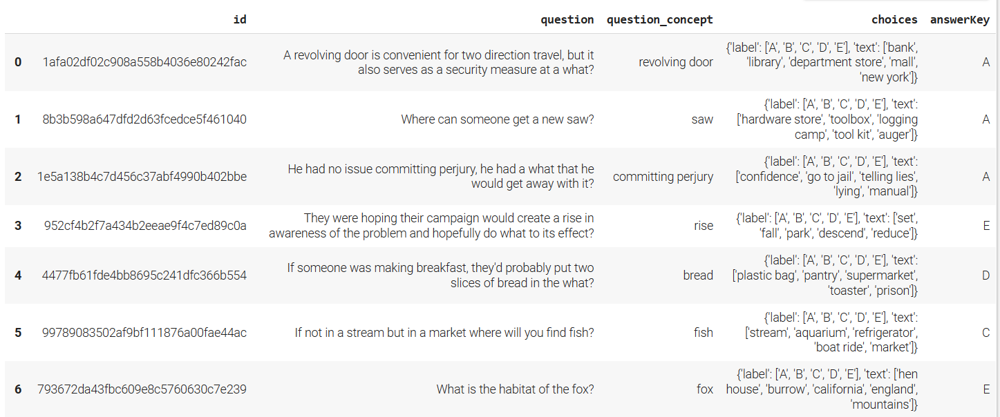 id question question_concept choices answerKey
0 1afa02df02c908a558b4036e80242fac A revolving door is convenient for two direction travel, but it also serves as a security measure at a what? revolving door {'label': ['A', 'B', 'C', 'D', 'E'], 'text': ['bank', 'library', 'department store', 'mall', 'new york']} A
1 8b3b598a647dfd2d63fcedce5f461040 Where can someone get a new saw? saw {'label': ['A', 'B', 'C', 'D', 'E'], 'text': ['hardware store', 'toolbox', 'logging camp', 'tool kit', 'auger']} A
2 1e5a138b4c7d456c37abf4990b402bbe He had no issue committing perjury, he had a what that he would get away with it? committing perjury {'label': ['A', 'B', 'C', 'D', 'E'], 'text': ['confidence', 'go to jail', 'telling lies', 'lying', 'manual']} A
3 952cf4b2f7a434b2eeae9f4c7ed89c0a They were hoping their campaign would create a rise in awareness of the problem and hopefully do what to its effect? rise {'label': ['A', 'B', 'C', 'D', 'E'], 'text': ['set', 'fall', 'park', 'descend', 'reduce']} E
4 4477fb61fde4bb8695c241dfc366b554 If someone was making breakfast, they'd probably put two slices of bread in the what? bread {'label': ['A', 'B', 'C', 'D', 'E'], 'text': ['plastic bag', 'pantry', 'supermarket', 'toaster', 'prison']} D
5 99789083502af9bf111876a00fae44ac If not in a stream but in a market where will you find fish? fish {'label': ['A', 'B', 'C', 'D', 'E'], 'text': ['stream', 'aquarium', 'refrigerator', 'boat ride', 'market']} C
6 793672da43fbc609e8c5760630c7e239 What is the habitat of the fox? fox {'label': ['A', 'B', 'C', 'D', 'E'], 'text': ['hen house', 'burrow', 'california', 'england', 'mountains']} E